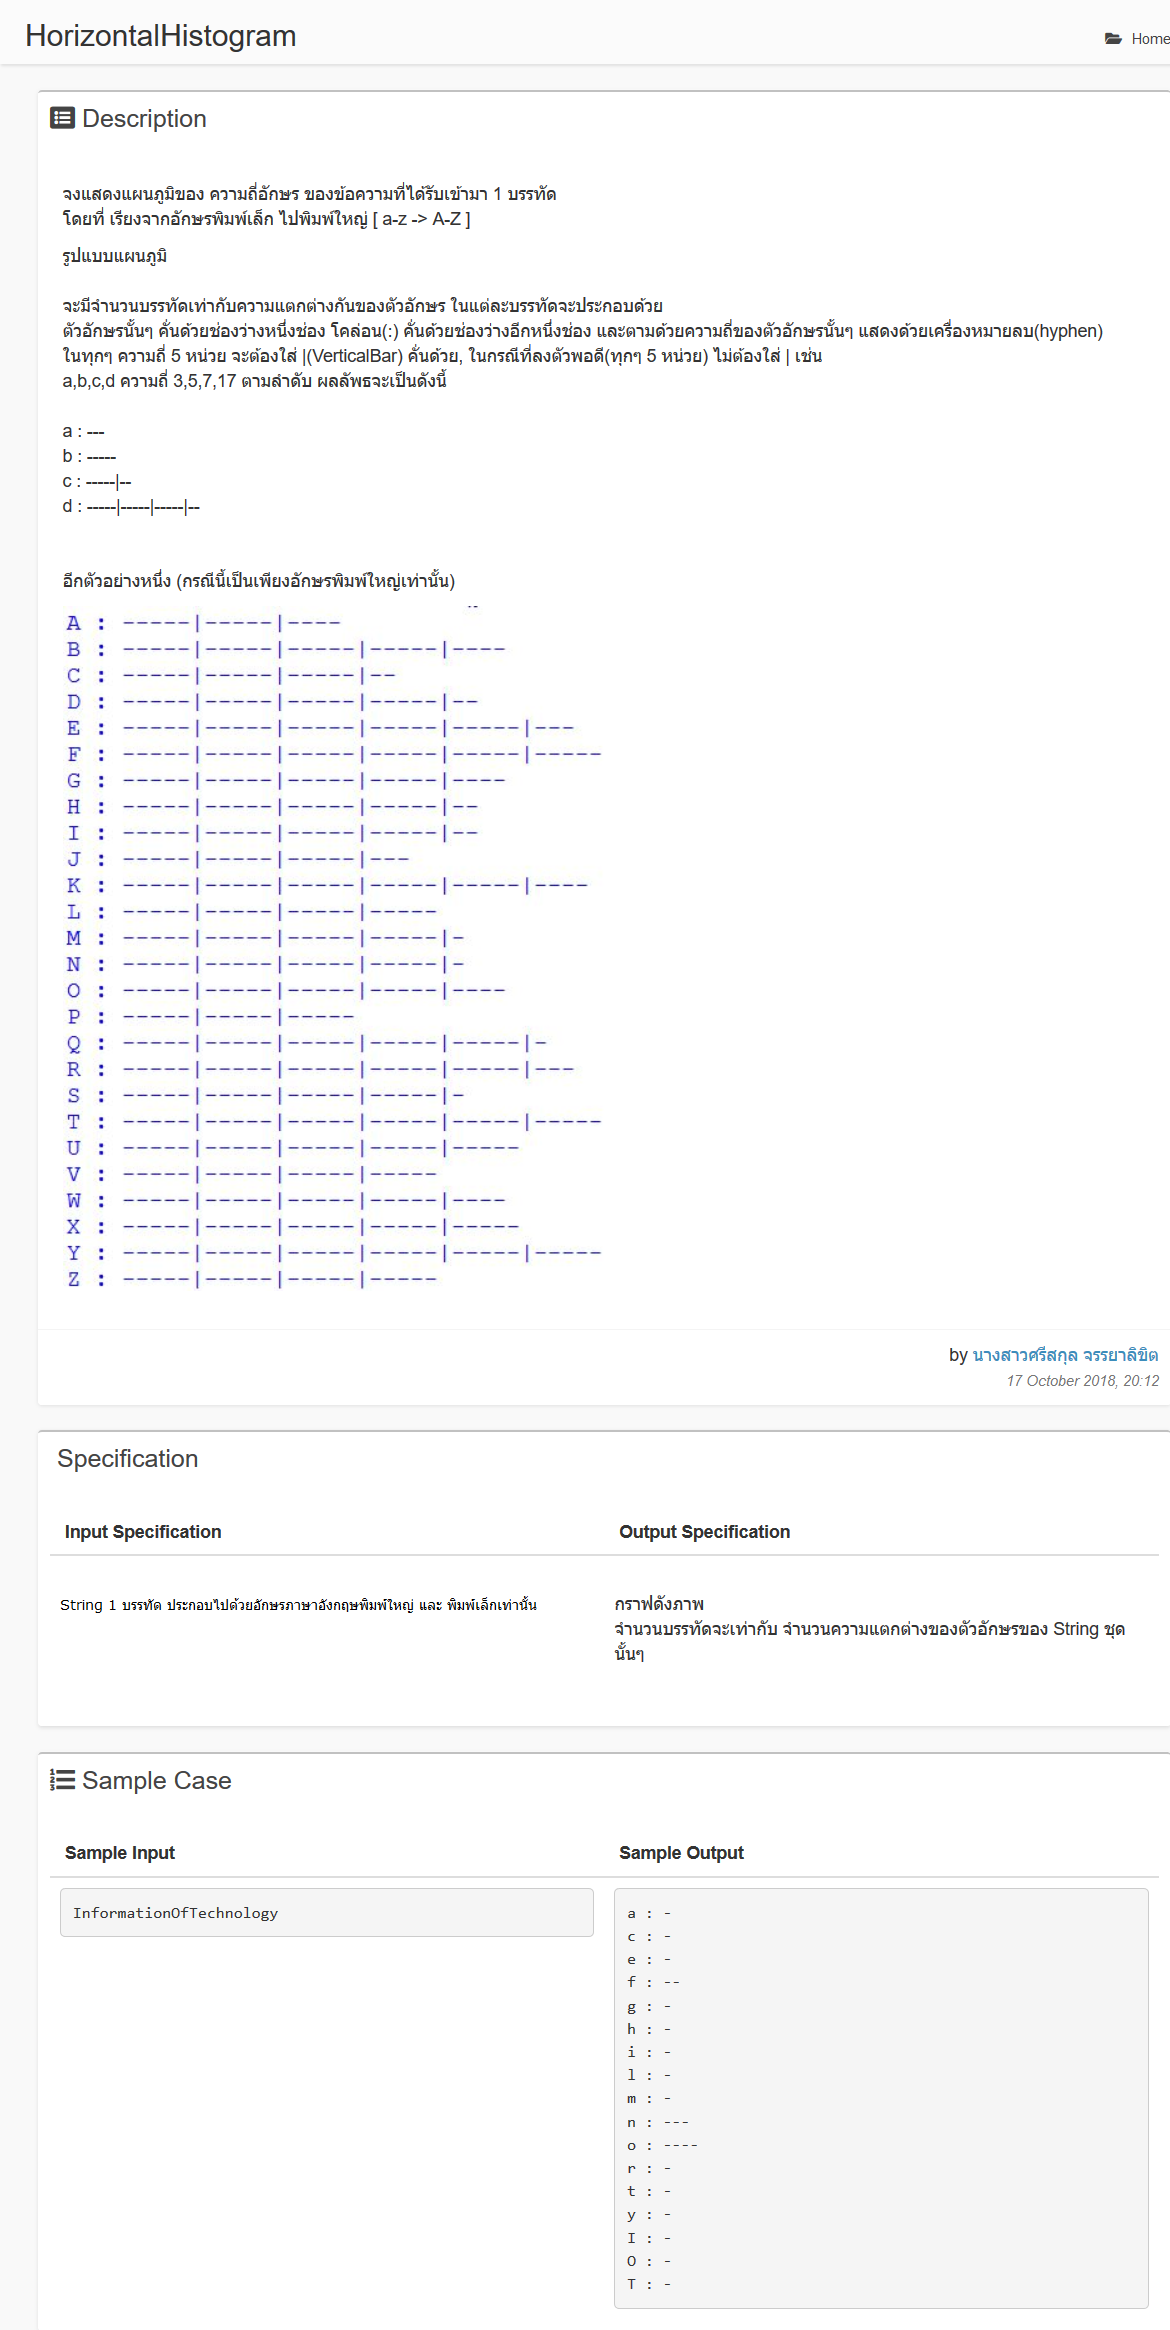 HorizontalHistogram
Home
Description
จงแสดงแผนภูมิของ ความถี่อักษร ของข้อความที่ได้รับเข้ามา 1 บรรทัด
โดยที่ เรียงจากอักษรพิมพ์เล็ก ไปพิมพ์ใหญ่ [ a-z -> A-Z ]
รูปแบบแผนภูมิ
จะมีจำนวนบรรทัดเท่ากับความแตกต่างกันของตัวอักษร ในแต่ละบรรทัดจะประกอบด้วย
ตัวอักษรนั้นๆ คั่นด้วยช่องว่างหนึ่งช่อง โคล่อน(:) คั่นด้วยช่องว่างอีกหนึ่งช่อง และตามด้วยความถี่ของตัวอักษรนั้นๆ แสดงด้วยเครื่องหมายลบ(hyphen)
ในทุกๆ ความถี่ 5 หน่วย จะต้องใส่ |(VerticalBar) คั่นด้วย, ในกรณีที่ลงตัวพอดี(ทุกๆ 5 หน่วย) ไม่ต้องใส่ | เช่น
a,b,c,d ความถี่ 3,5,7,17 ตามลำดับ ผลลัพธจะเป็นดังนี้
a : ---
b : -----
c : -----|--
d : -----|-----|-----|--
อีกตัวอย่างหนึ่ง (กรณีนี้เป็นเพียงอักษรพิมพ์ใหญ่เท่านั้น)
A : -----|-----|----
B : -----|-----|-----|-----|----
C : -----|-----|-----|--
D : -----|-----|-----|-----|--
E : -----|-----|-----|-----|-----|---
F : -----|-----|-----|-----|-----|-----
G : -----|-----|-----|-----|----
H : -----|-----|-----|-----|--
I : -----|-----|-----|-----|--
J : -----|-----|-----|---
K : -----|-----|-----|-----|-----|----
L : -----|-----|-----|-----
M : -----|-----|-----|-----|-
N : -----|-----|-----|-----|-
O : -----|-----|-----|-----|----
P : -----|-----|-----
Q : -----|-----|-----|-----|-----|-
R : -----|-----|-----|-----|-----|---
S : -----|-----|-----|-----|-
T : -----|-----|-----|-----|-----|-----
U : -----|-----|-----|-----|-----
V : -----|-----|-----|-----
W : -----|-----|-----|-----|----
X : -----|-----|-----|-----|-----
Y : -----|-----|-----|-----|-----|-----
Z : -----|-----|-----|-----
by นางสาวศรีสกุล จรรยาลิขิต
17 October 2018, 20:12
Specification
Input Specification
Output Specification
String 1 บรรทัด ประกอบไปด้วยอักษรภาษาอังกฤษพิมพ์ใหญ่ และ พิมพ์เล็กเท่านั้น
กราฟดังภาพ
จำนวนบรรทัดจะเท่ากับ จำนวนความแตกต่างของตัวอักษรของ String ชุด
นั้นๆ
Sample Case
Sample Input
Sample Output
InformationOfTechnology
a : -
c : -
e : -
f : --
g : -
h : -
i : -
l : -
m : -
n : ---
o : ----
r : -
t : -
y : -
I : -
O : -
T : -